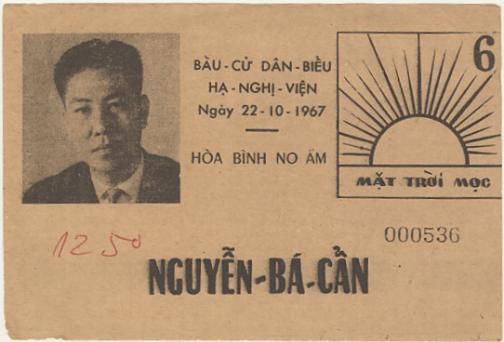 BẦU-CỬ DÂN-BIỂU
HẠ-NGHỊ-VIỆN
Ngày 22-10-1967
HÒA BÌNH NO ẤM
6
MẶT TRỜI MỌC
1250
000536
NGUYỄN-BÁ-CẨN